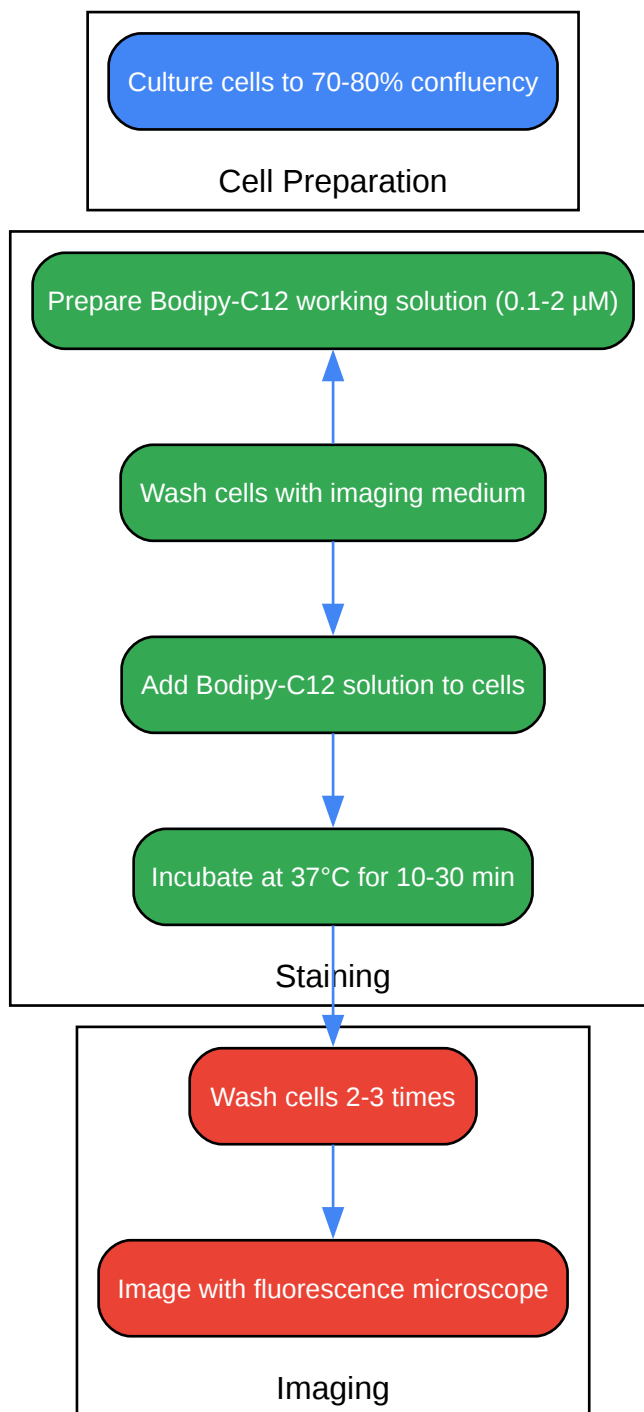 Culture cells to 70-80% confluency
Cell Preparation
Prepare Bodipy-C12 working solution (0.1-2 µM)
Wash cells with imaging medium
Add Bodipy-C12 solution to cells
Incubate at 37°C for 10-30 min
Staining
Wash cells 2-3 times
Image with fluorescence microscope
Imaging